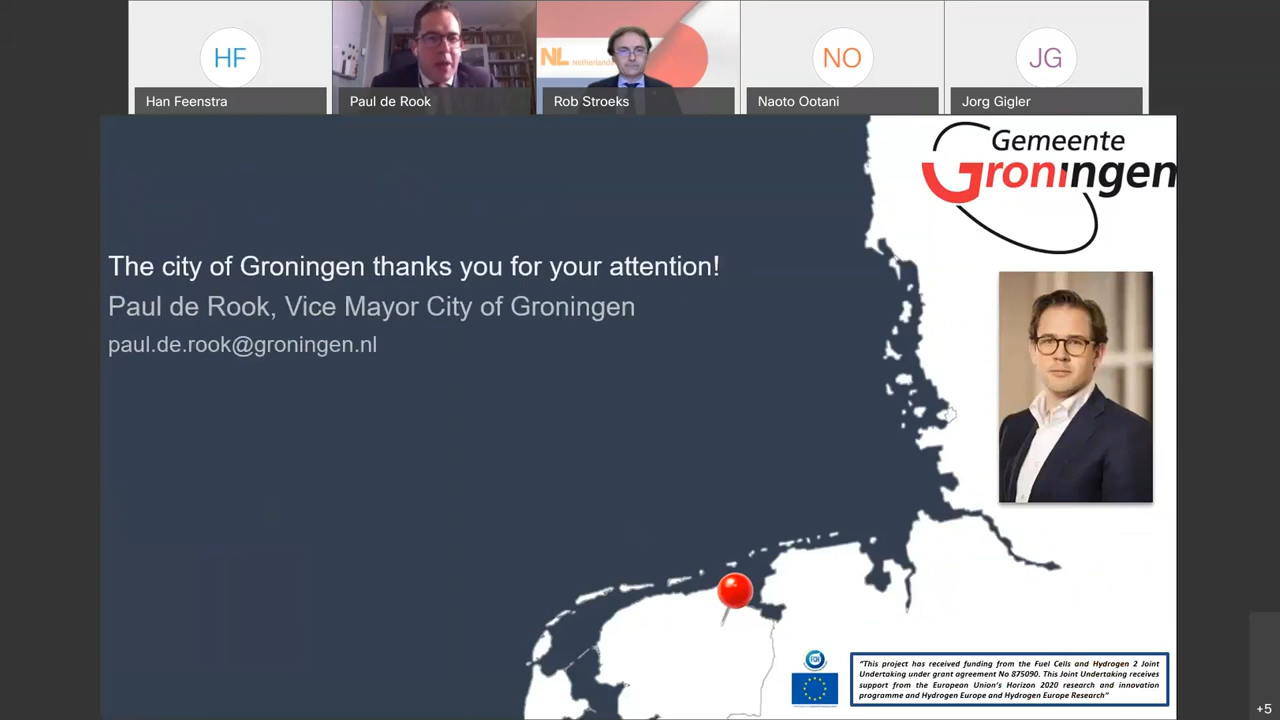 HF
NL Netherlands
NO
JG
Han Feenstra
Paul de Rook
Rob Stroeks
Naoto Ootani
Jorg Gigler
Gemeente
Groningen
The city of Groningen thanks you for your attention!
Paul de Rook, Vice Mayor City of Groningen
paul.de.rook@groningen.nl
"This project has received funding from the Fuel Cells and Hydrogen 2 Joint
Undertaking under grant agreement No 875090. This Joint Undertaking receives
support from the European Union's Horizon 2020 research and innovation
programme and Hydrogen Europe and Hydrogen Europe Research"
+5